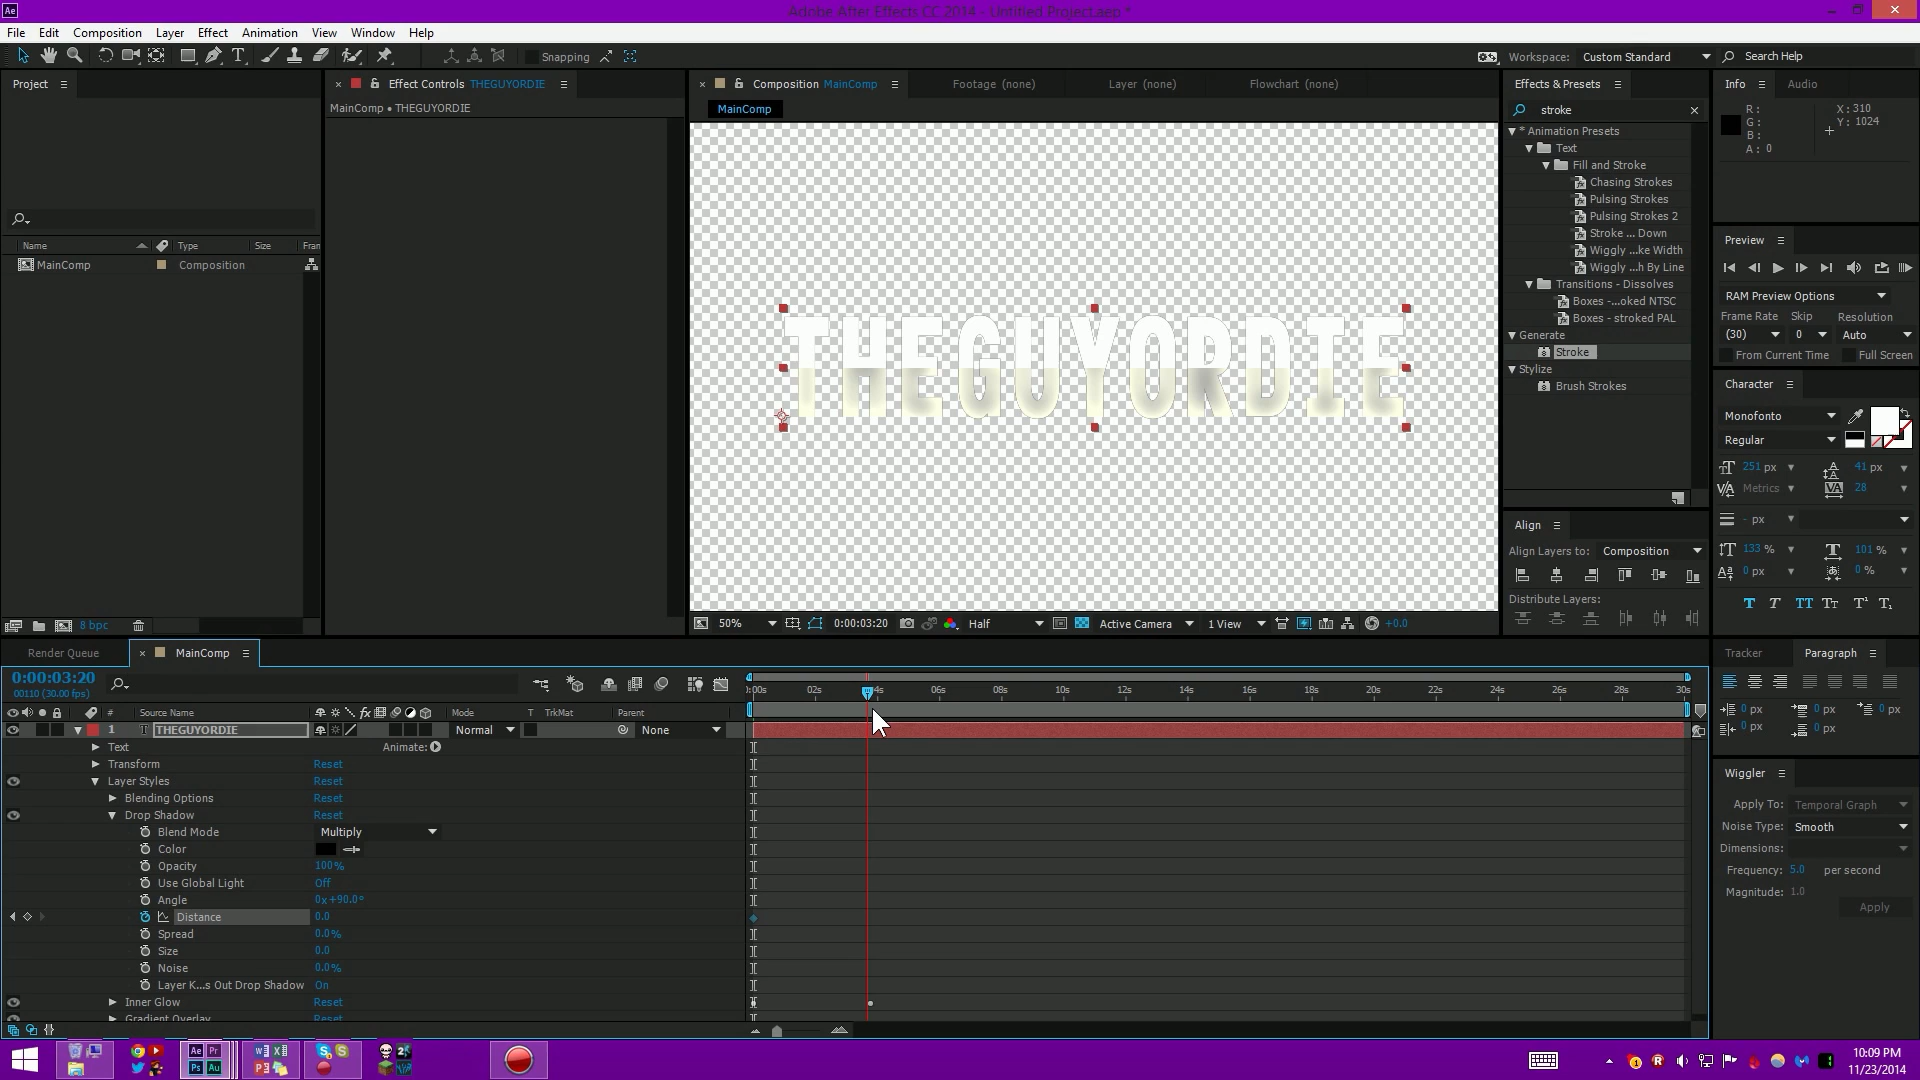 Adobe After Effects CC 2014 - Untitled Project.aep *
File Edit Composition Layer Effect Animation View Window Help
Snapping
Workspace: Custom Standard
Search Help
Project
Effect Controls THEGUYORDIE
MainComp • THEGUYORDIE
Composition MainComp
Footage (none)
Layer (none)
Flowchart (none)
MainComp
THEGUYORDIE
Effects & Presets
stroke
* Animation Presets
Text
Fill and Stroke
Chasing Strokes
Pulsing Strokes
Pulsing Strokes 2
Stroke ... Down
Wiggly ...ke Width
Wiggly ...h By Line
Transitions - Dissolves
Boxes -...oked NTSC
Boxes - stroked PAL
Generate
Stroke
Stylize
Brush Strokes
Info
Audio
R:
G:
B:
A: 0
X: 310
Y: 1024
Preview
RAM Preview Options
Frame Rate Skip Resolution
(30) 0 Auto
From Current Time Full Screen
Character
Monofonto
Regular
251 px 41 px
Metrics 28
- px
133 % 101 %
0 px 0 %
Align
Align Layers to: Composition
Distribute Layers:
Name Type Size Fran
MainComp Composition
8 bpc
50% 0:00:03:20 Half Active Camera 1 View +0.0
Render Queue
MainComp
0:00:03:20
00110 (30.00 fps)
# Source Name Mode T TrkMat Parent
1 THEGUYORDIE Normal None
Text Animate:
Transform Reset
Layer Styles Reset
Blending Options Reset
Drop Shadow Reset
Blend Mode Multiply
Color
Opacity 100%
Use Global Light Off
Angle 0x+90.0°
Distance 0.0
Spread 0.0%
Size 0.0
Noise 0.0%
Layer K...s Out Drop Shadow On
Inner Glow Reset
Gradient Overlay Reset
02s 4s 06s 08s 10s 12s 14s 16s 18s 20s 22s 24s 26s 28s 30s
Tracker
Paragraph
0 px 0 px 0 px
0 px 0 px
Wiggler
Apply To: Temporal Graph
Noise Type: Smooth
Dimensions:
Frequency: 5.0 per second
Magnitude: 1.0
Apply
10:09 PM
11/23/2014